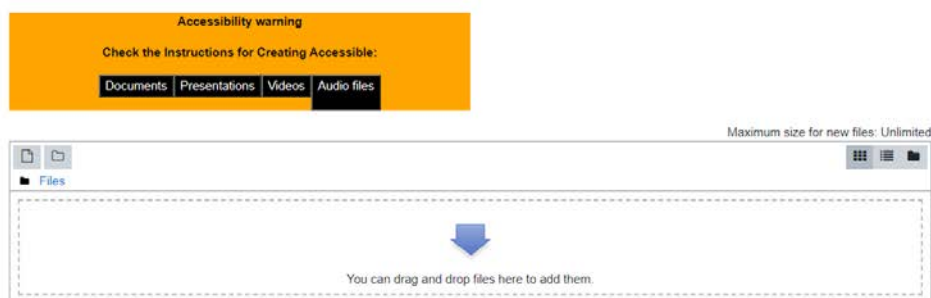 Accessibility warning
Check the Instructions for Creating Accessible:
Documents Presentations Videos Audio files
Maximum size for new files: Unlimited
Files
You can drag and drop files here to add them.